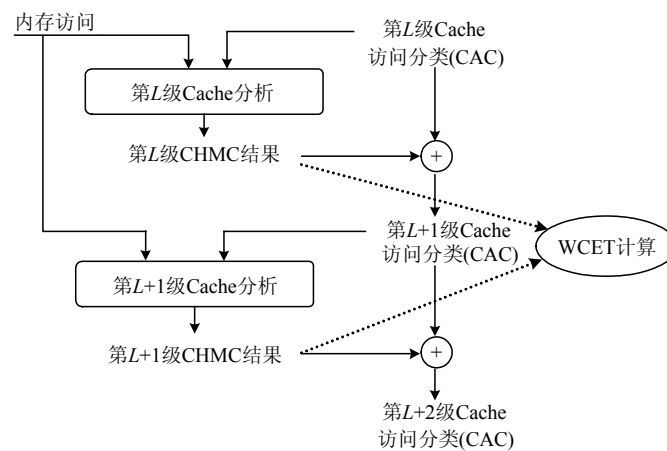 内存访问
第L级Cache
访问分类(CAC)
第L级Cache分析
第L级CHMC结果
+
第L+1级Cache
访问分类(CAC)
WCET计算
第L+1级Cache分析
第L+1级CHMC结果
+
第L+2级Cache
访问分类(CAC)